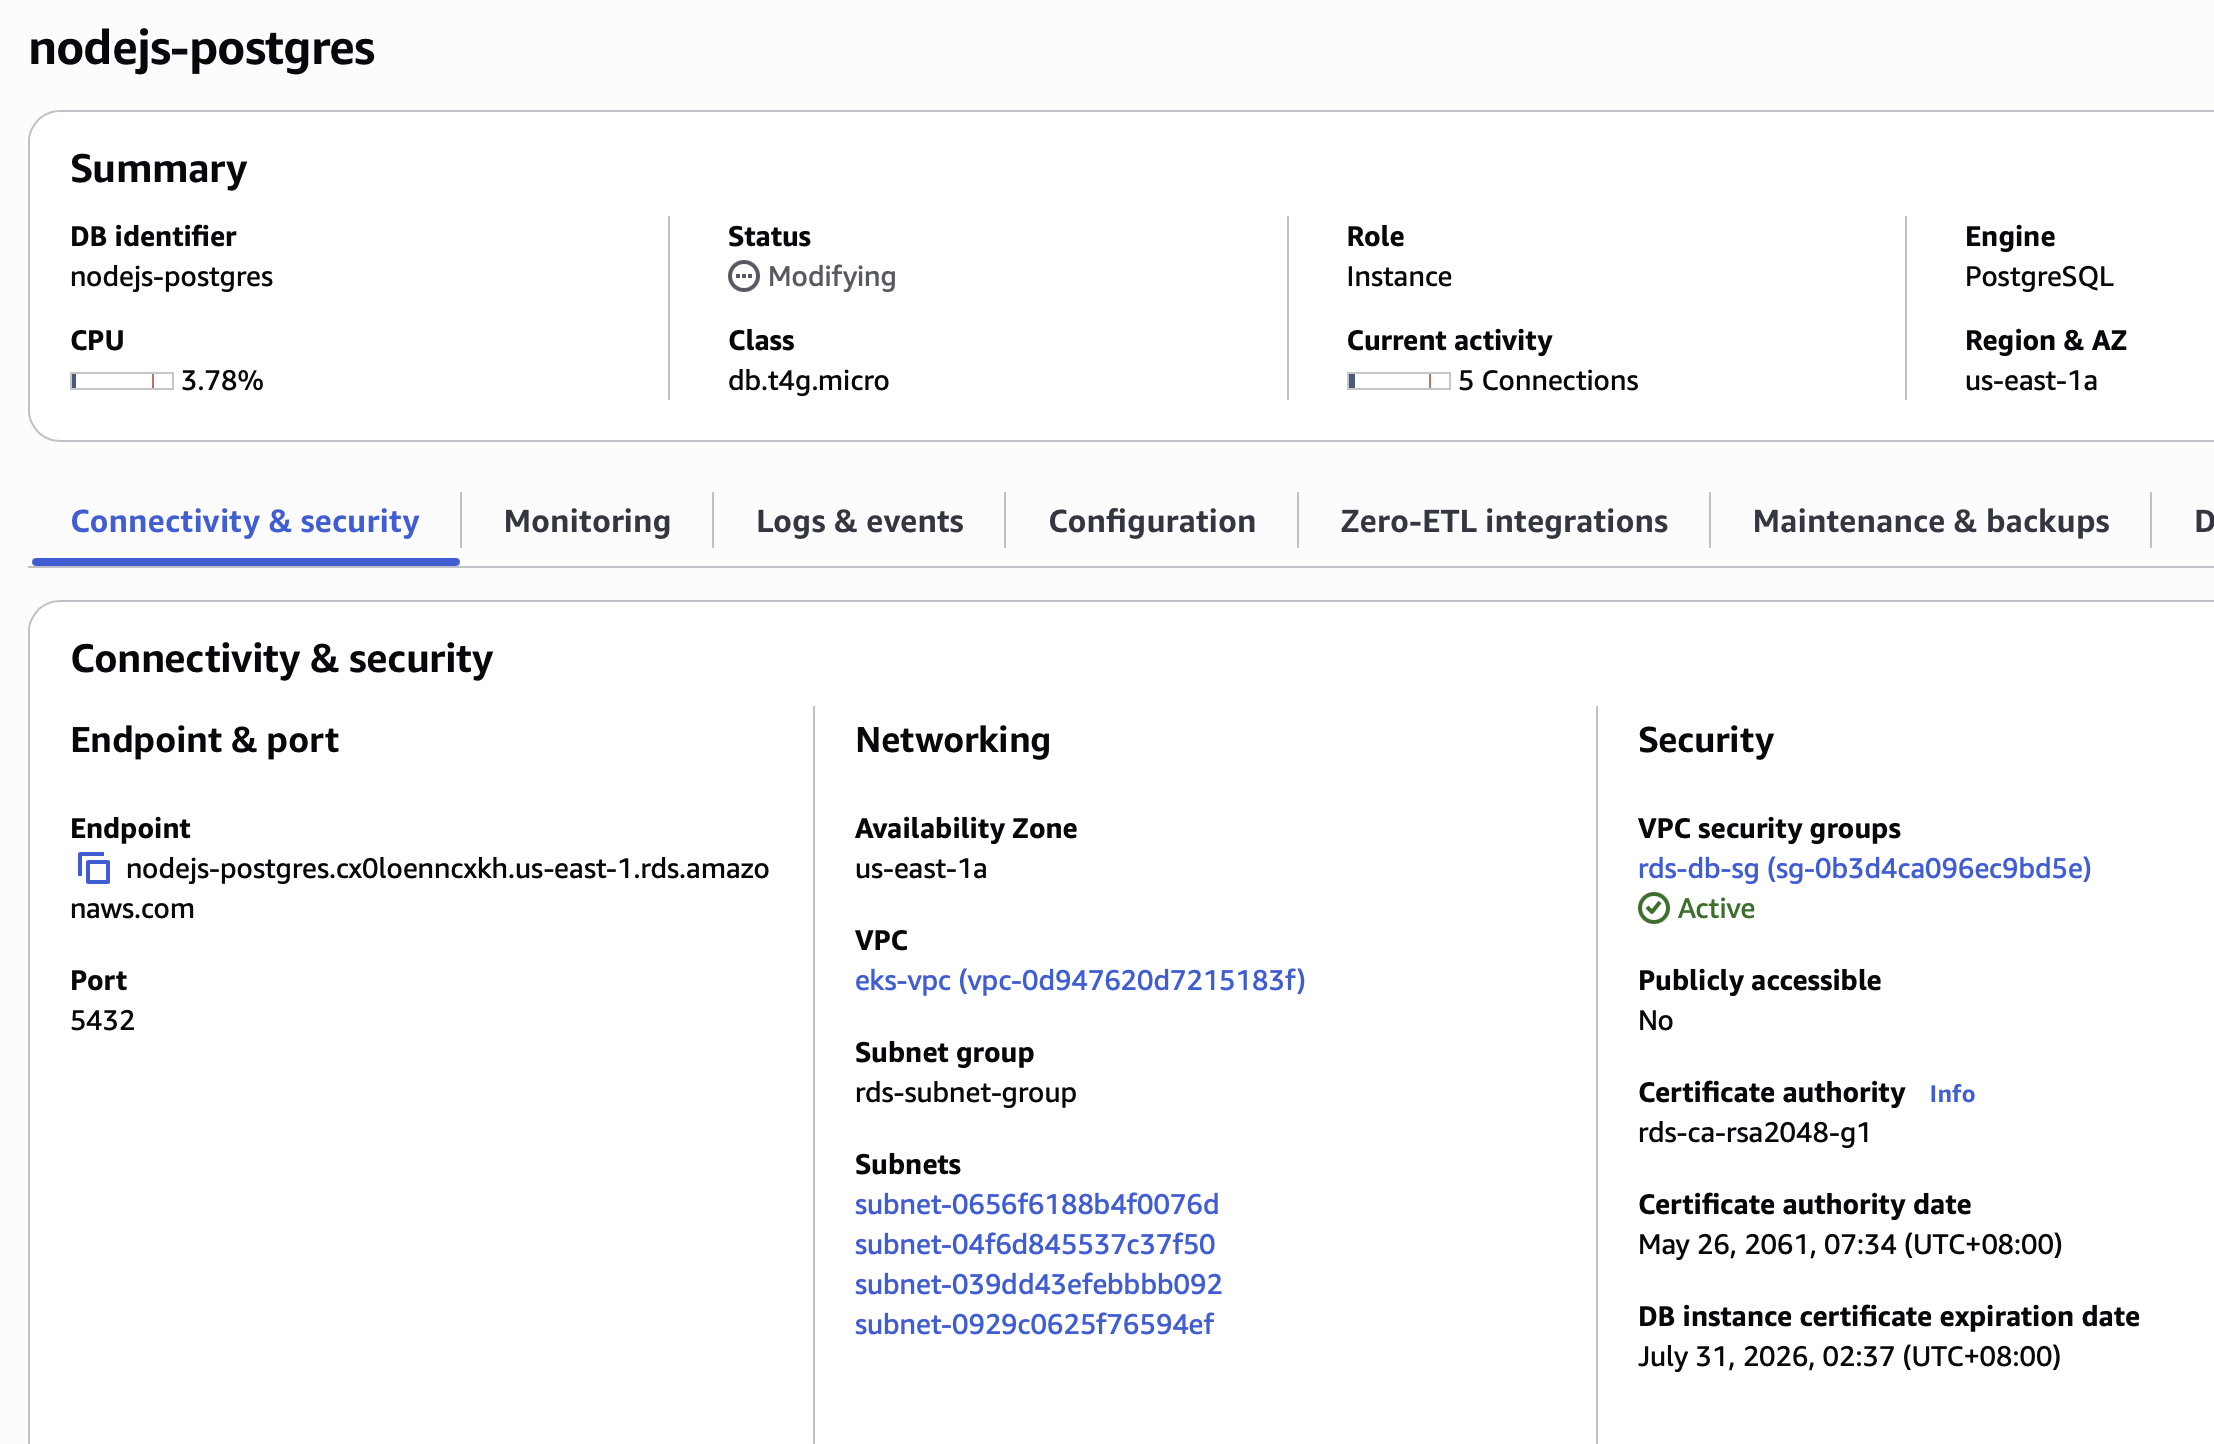 nodejs-postgres
Summary
DB identifier
nodejs-postgres
Status
Modifying
Role
Instance
Engine
PostgreSQL
CPU
3.78%
Class
db.t4g.micro
Current activity
5 Connections
Region & AZ
us-east-1a
Connectivity & security
Monitoring
Logs & events
Configuration
Zero-ETL integrations
Maintenance & backups
D
Connectivity & security
Endpoint & port
Endpoint
nodejs-postgres.cx0loenncxkh.us-east-1.rds.amazo
naws.com
Port
5432
Networking
Availability Zone
us-east-1a
VPC
eks-vpc (vpc-0d947620d7215183f)
Subnet group
rds-subnet-group
Subnets
subnet-0656f6188b4f0076d
subnet-04f6d845537c37f50
subnet-039dd43efebbbb092
subnet-0929c0625f76594ef
Security
VPC security groups
rds-db-sg (sg-0b3d4ca096ec9bd5e)
Active
Publicly accessible
No
Certificate authority Info
rds-ca-rsa2048-g1
Certificate authority date
May 26, 2061, 07:34 (UTC+08:00)
DB instance certificate expiration date
July 31, 2026, 02:37 (UTC+08:00)